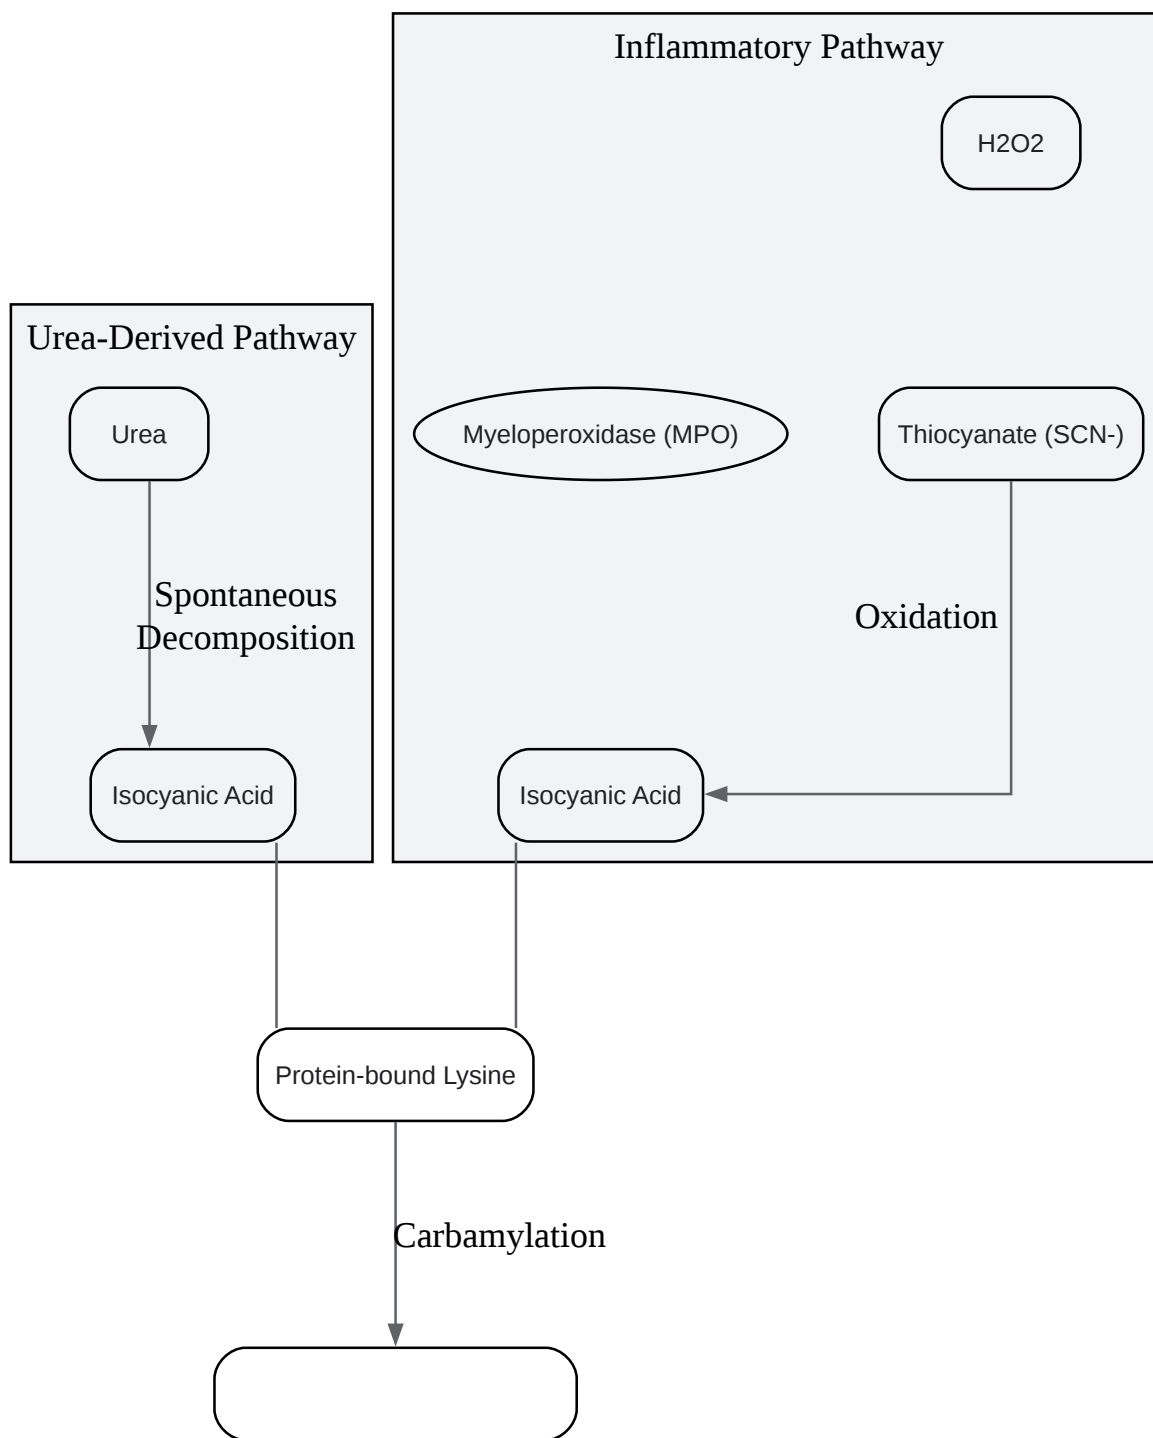 Inflammatory Pathway
H2O2
Urea-Derived Pathway
Urea
Myeloperoxidase (MPO)
Thiocyanate (SCN-)
Spontaneous
Decomposition
Oxidation
Isocyanic Acid
Isocyanic Acid
Protein-bound Lysine
Carbamylation